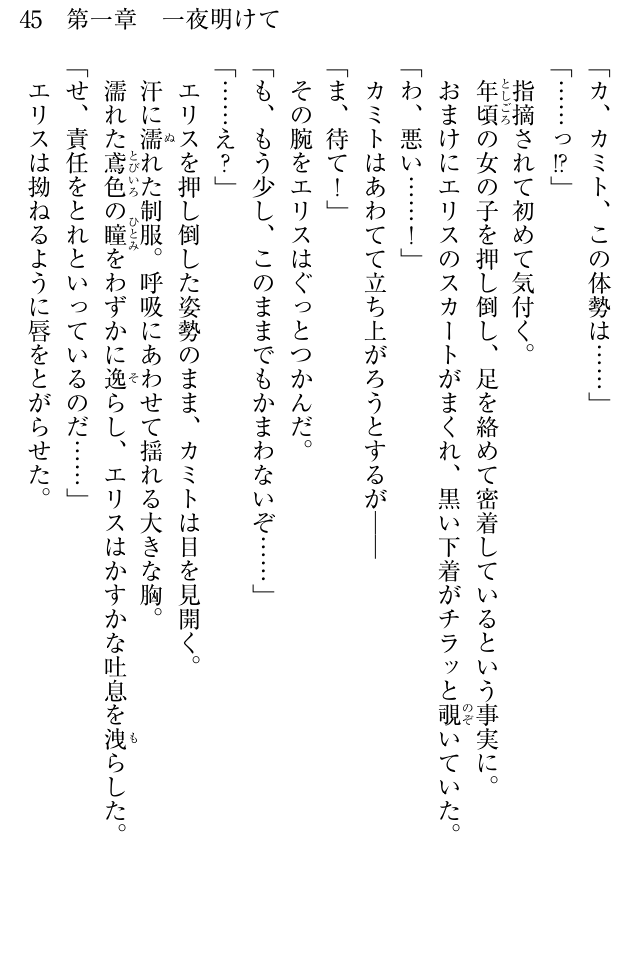 45　第一章　一夜明けて
「カ、カミト、この体勢は……」
「……っ!?」
指摘されて初めて気付く。
年頃の女の子を押し倒し、足を絡めて密着しているという事実に。
おまけにエリスのスカートがまくれ、黒い下着がチラッと覗いていた。
「わ、悪い……！」
カミトはあわてて立ち上がろうとするが――
「ま、待て！」
その腕をエリスはぐっとつかんだ。
「も、もう少し、このままでもかまわないぞ……」
「……え？」
エリスを押し倒した姿勢のまま、カミトは目を見開く。
汗に濡れた制服。呼吸にあわせて揺れる大きな胸。
濡れた鳶色の瞳をわずかに逸らし、エリスはかすかな吐息を洩らした。
「せ、責任をとれといっているのだ……」
エリスは拗ねるように唇をとがらせた。